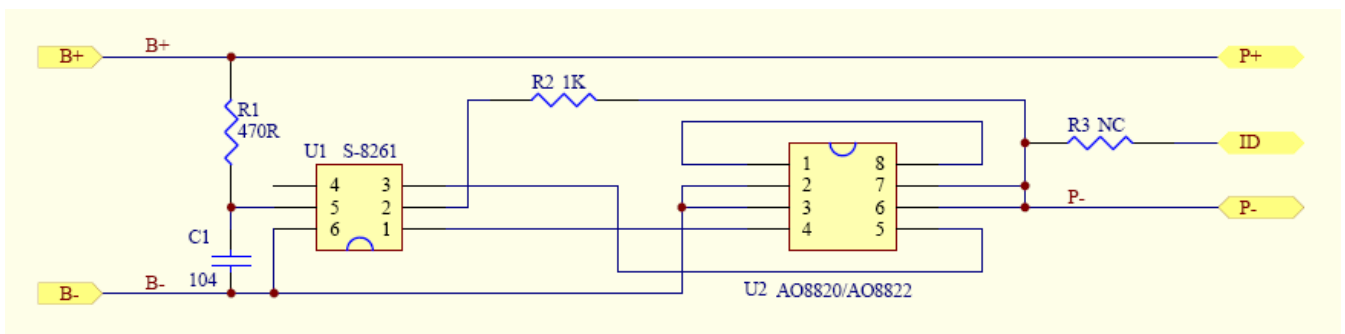 B+
B+
P+
R2 1K
R1
470R
R3 NC
ID
U1 S-8261
4 3
5 2
6 1
1 8
2 7
3 6
4 5
P-
P-
C1
104
B-
B-
U2 AO8820/AO8822